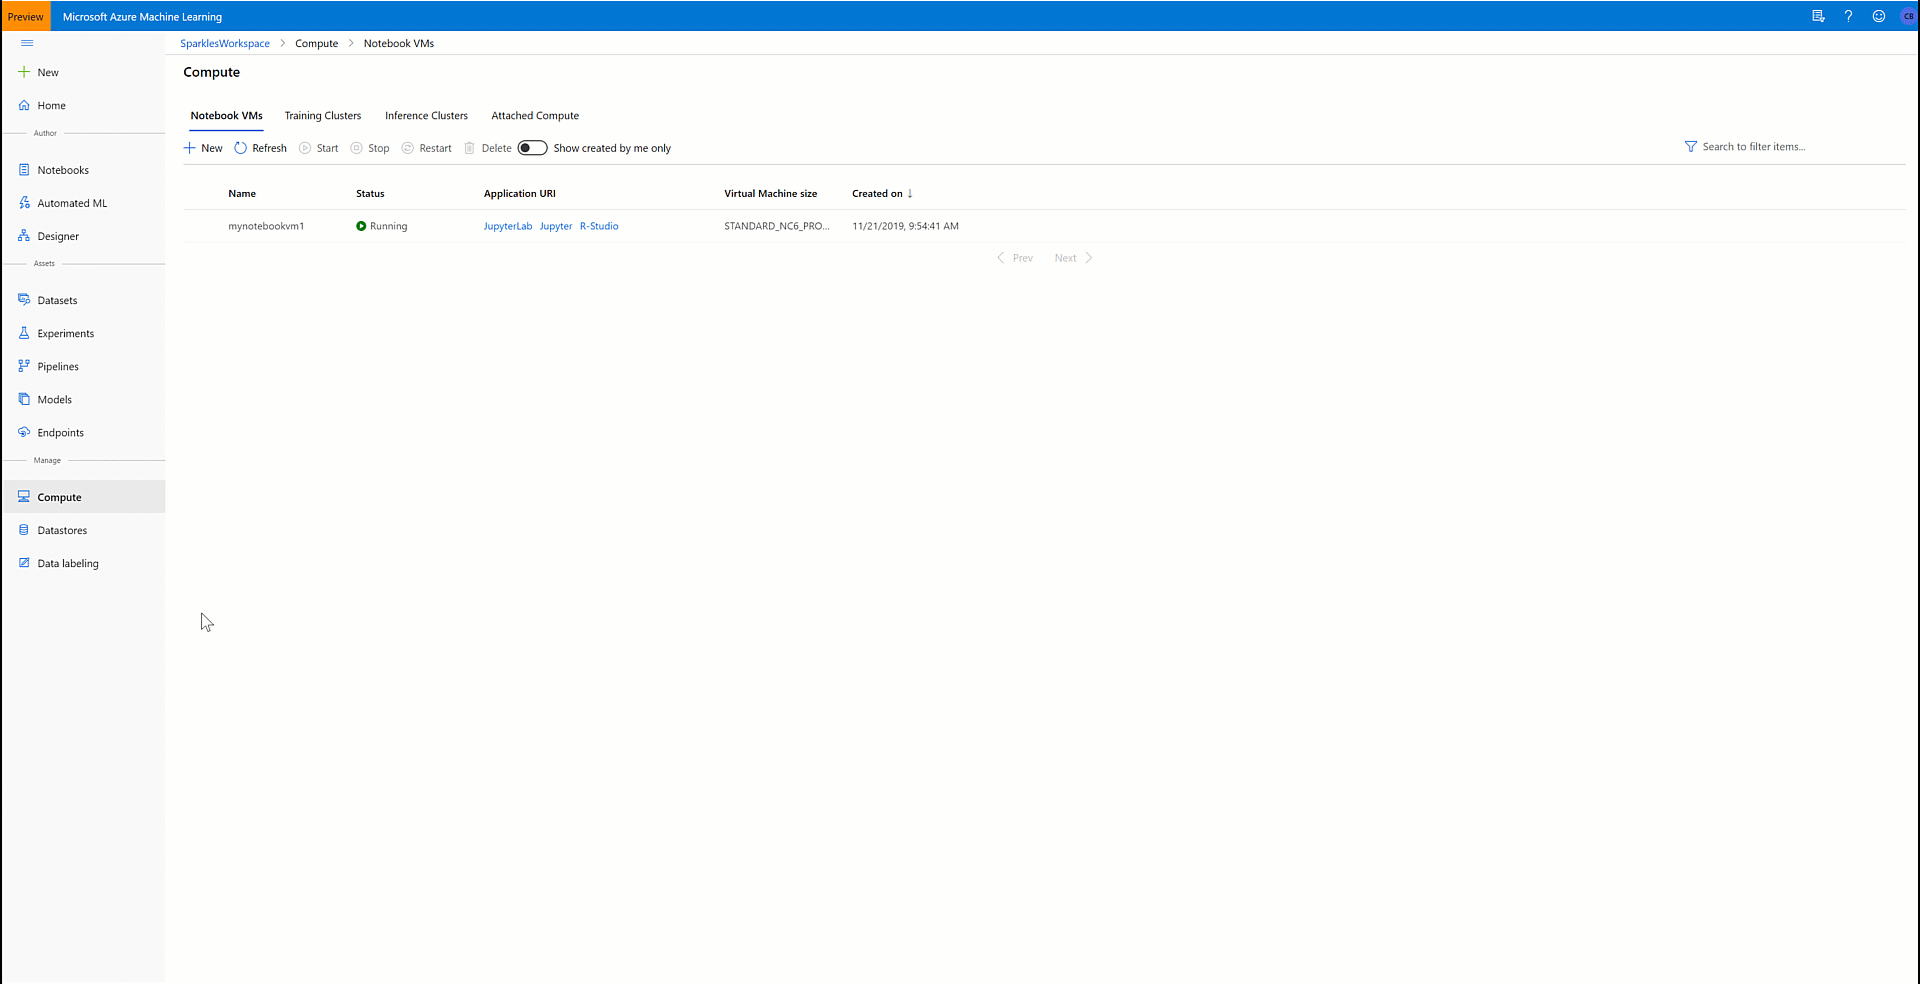 Preview Microsoft Azure Machine Learning ? CB
SparklesWorkspace > Compute > Notebook VMs
New
Home
Author
Notebooks
Automated ML
Designer
Assets
Datasets
Experiments
Pipelines
Models
Endpoints
Manage
Compute
Datastores
Data labeling
Compute
Notebook VMs Training Clusters Inference Clusters Attached Compute
New Refresh Start Stop Restart Delete Show created by me only Search to filter items...
Name Status Application URI Virtual Machine size Created on ↓
mynotebookvm1 Running JupyterLab Jupyter R-Studio STANDARD_NC6_PRO... 11/21/2019, 9:54:41 AM
Prev Next